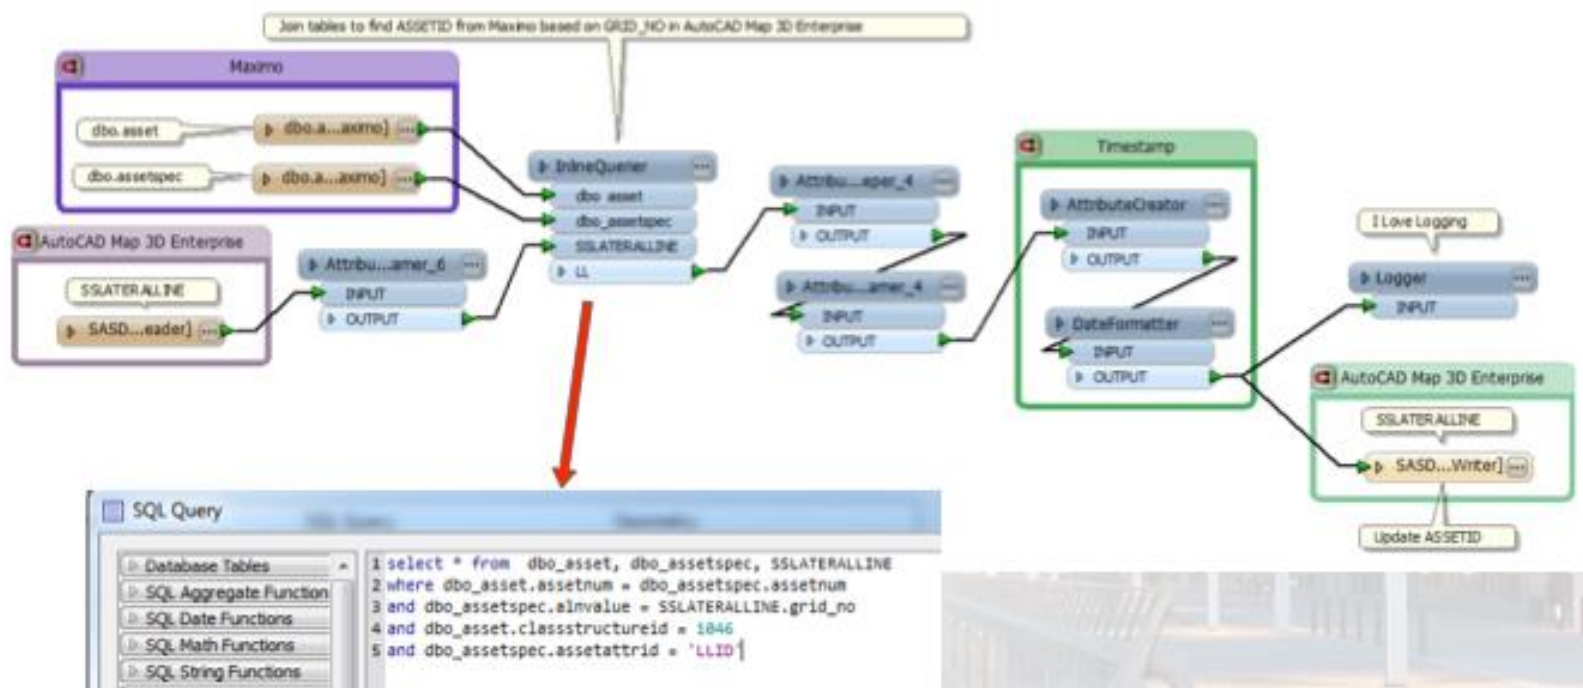 Join tables to find ASSETID from Maximo based on GRID_NO in AutoCAD Map 3D Enterprise
Maximo
dbo.asset
dbo.a...aximo]
dbo.assetspec
dbo.a...aximo]
AutoCAD Map 3D Enterprise
SSLATERALLINE
SASD...eader]
Attribu...amer_6
INPUT
OUTPUT
InlineQuerier
dbo_asset
dbo_assetspec
SSLATERALLINE
LL
Attribu...eper_4
INPUT
OUTPUT
Attribu...amer_4
INPUT
OUTPUT
Timestamp
AttributeCreator
INPUT
OUTPUT
DateFormatter
INPUT
OUTPUT
I Love Logging
Logger
INPUT
AutoCAD Map 3D Enterprise
SSLATERALLINE
SASD...Writer]
Update ASSETID
SQL Query
Database Tables
SQL Aggregate Function
SQL Date Functions
SQL Math Functions
SQL String Functions
1 select * from dbo_asset, dbo_assetspec, SSLATERALLINE
2 where dbo_asset.assetnum = dbo_assetspec.assetnum
3 and dbo_assetspec.alnvalue = SSLATERALLINE.grid_no
4 and dbo_asset.classstructureid = 1046
5 and dbo_assetspec.assetattrid = 'LLID'